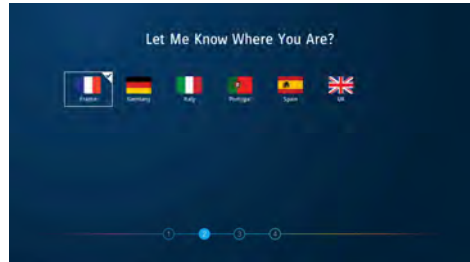 Let Me Know Where You Are?
France Germany Italy Portugal Spain UK
1 2 3 4